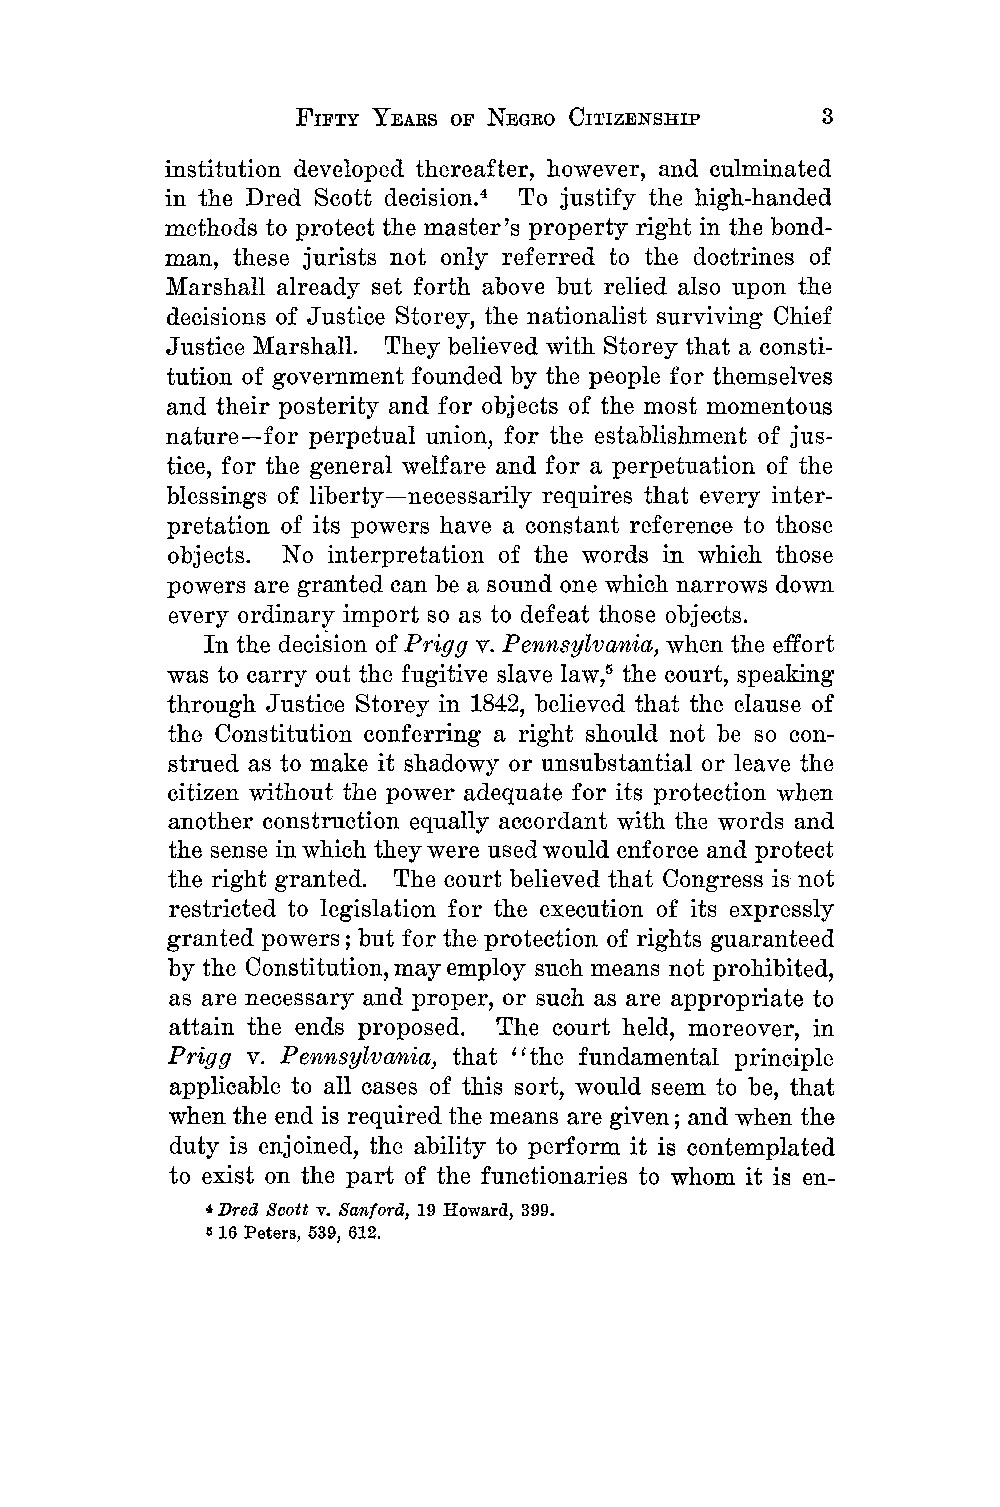 Fifty Years of Negro Citizenship 3
institution developed thereafter, however, and culminated
in the Dred Scott decision.⁴ To justify the high-handed
methods to protect the master's property right in the bond-
man, these jurists not only referred to the doctrines of
Marshall already set forth above but relied also upon the
decisions of Justice Storey, the nationalist surviving Chief
Justice Marshall. They believed with Storey that a consti-
tution of government founded by the people for themselves
and their posterity and for objects of the most momentous
nature—for perpetual union, for the establishment of jus-
tice, for the general welfare and for a perpetuation of the
blessings of liberty—necessarily requires that every inter-
pretation of its powers have a constant reference to those
objects. No interpretation of the words in which those
powers are granted can be a sound one which narrows down
every ordinary import so as to defeat those objects.
In the decision of Prigg v. Pennsylvania, when the effort
was to carry out the fugitive slave law,⁵ the court, speaking
through Justice Storey in 1842, believed that the clause of
the Constitution conferring a right should not be so con-
strued as to make it shadowy or unsubstantial or leave the
citizen without the power adequate for its protection when
another construction equally accordant with the words and
the sense in which they were used would enforce and protect
the right granted. The court believed that Congress is not
restricted to legislation for the execution of its expressly
granted powers; but for the protection of rights guaranteed
by the Constitution, may employ such means not prohibited,
as are necessary and proper, or such as are appropriate to
attain the ends proposed. The court held, moreover, in
Prigg v. Pennsylvania, that "the fundamental principle
applicable to all cases of this sort, would seem to be, that
when the end is required the means are given; and when the
duty is enjoined, the ability to perform it is contemplated
to exist on the part of the functionaries to whom it is en-
⁴ Dred Scott v. Sanford, 19 Howard, 399.
⁵ 16 Peters, 539, 612.